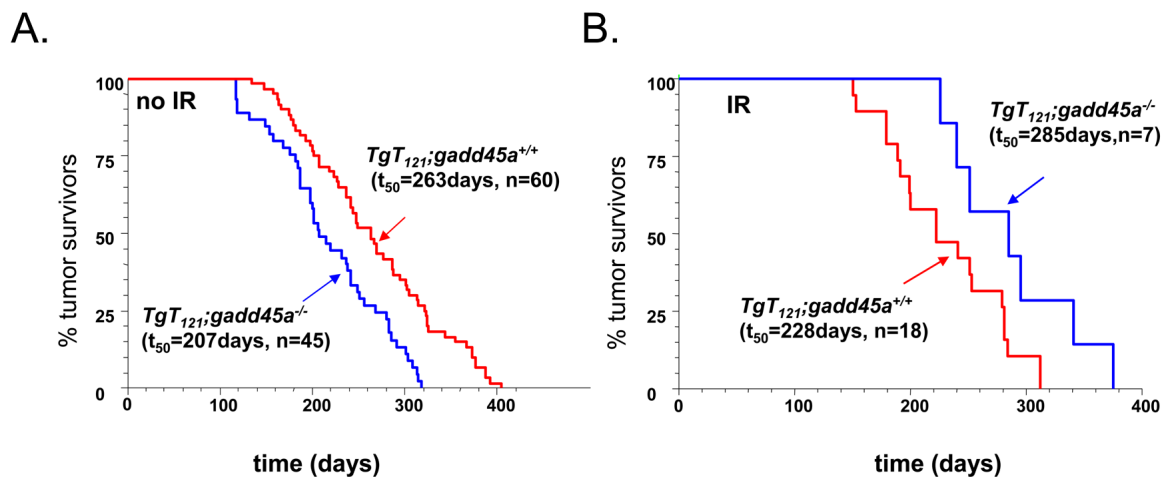 A.
100
75
50
25
0
% tumor survivors
no IR
TgT₁₂₁;gadd45a⁺/⁺
(t₅₀=263days, n=60)
TgT₁₂₁;gadd45a⁻/⁻
(t₅₀=207days, n=45)
0 100 200 300 400
time (days)
B.
100
75
50
25
0
% tumor survivors
IR
TgT₁₂₁;gadd45a⁻/⁻
(t₅₀=285days,n=7)
TgT₁₂₁;gadd45a⁺/⁺
(t₅₀=228days, n=18)
0 100 200 300 400
time (days)